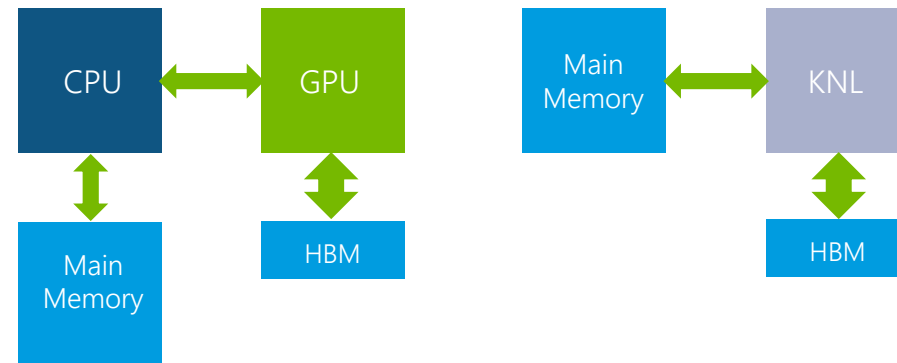 CPU
GPU
Main
Memory
KNL
HBM
HBM
Main
Memory